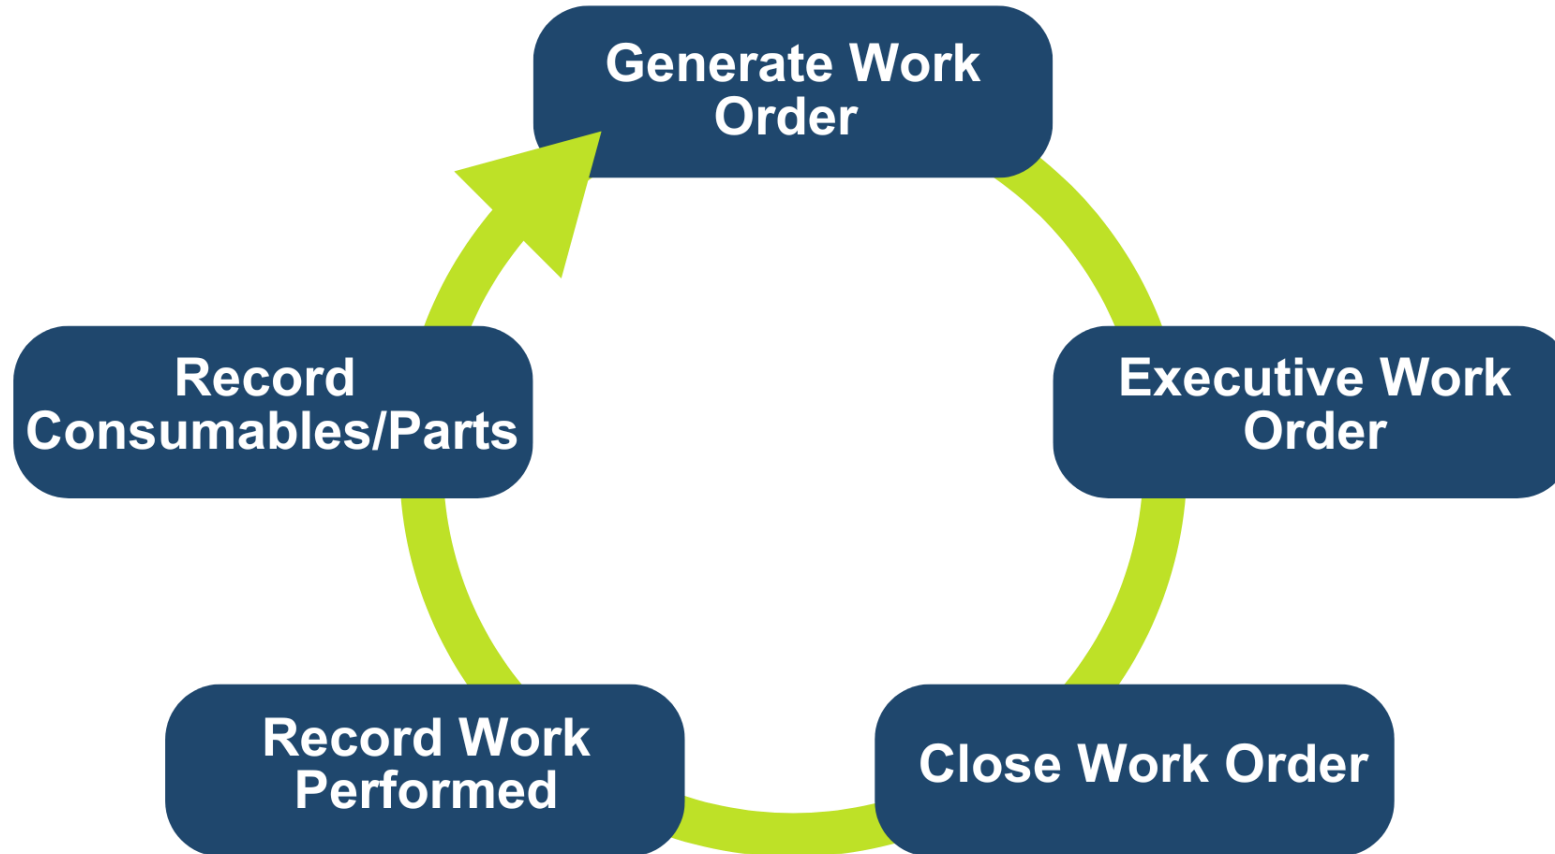 Generate Work
Order
Executive Work
Order
Close Work Order
Record Work
Performed
Record
Consumables/Parts